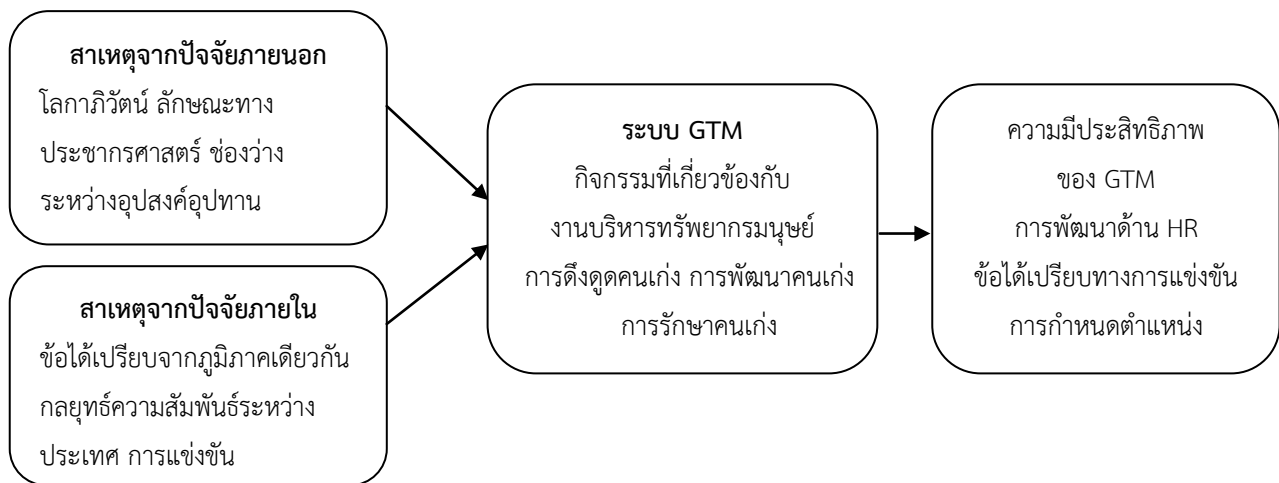 สาเหตุจากปัจจัยภายนอก
โลกาภิวัตน์ ลักษณะทาง
ประชากรศาสตร์ ช่องว่าง
ระหว่างอุปสงค์อุปทาน
สาเหตุจากปัจจัยภายใน
ข้อได้เปรียบจากภูมิภาคเดียวกัน
กลยุทธ์ความสัมพันธ์ระหว่าง
ประเทศ การแข่งขัน
ระบบ GTM
กิจกรรมที่เกี่ยวข้องกับ
งานบริหารทรัพยากรมนุษย์
การดึงดูดคนเก่ง การพัฒนาคนเก่ง
การรักษาคนเก่ง
ความมีประสิทธิภาพ
ของ GTM
การพัฒนาด้าน HR
ข้อได้เปรียบทางการแข่งขัน
การกำหนดตำแหน่ง